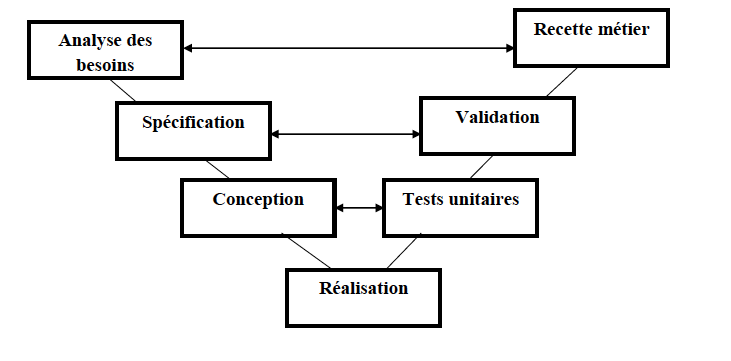 Analyse des
besoins
Recette métier
Spécification
Validation
Conception
Tests unitaires
Réalisation